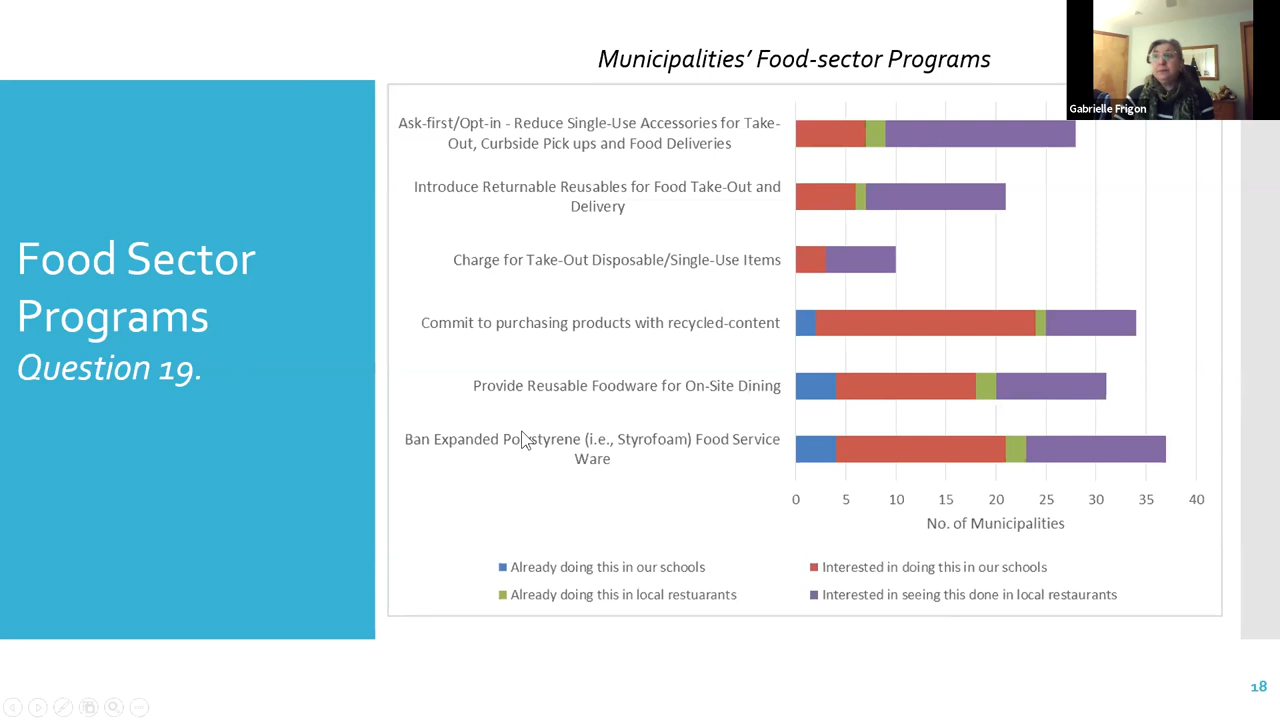 Municipalities' Food-sector Programs
Gabrielle Frigon
Food Sector
Programs
Question 19.
Ask-first/Opt-in - Reduce Single-Use Accessories for Take-
Out, Curbside Pick ups and Food Deliveries
Introduce Returnable Reusables for Food Take-Out and
Delivery
Charge for Take-Out Disposable/Single-Use Items
Commit to purchasing products with recycled-content
Provide Reusable Foodware for On-Site Dining
Ban Expanded Polystyrene (i.e., Styrofoam) Food Service
Ware
0 5 10 15 20 25 30 35 40
No. of Municipalities
Already doing this in our schools
Interested in doing this in our schools
Already doing this in local restuarants
Interested in seeing this done in local restaurants
18